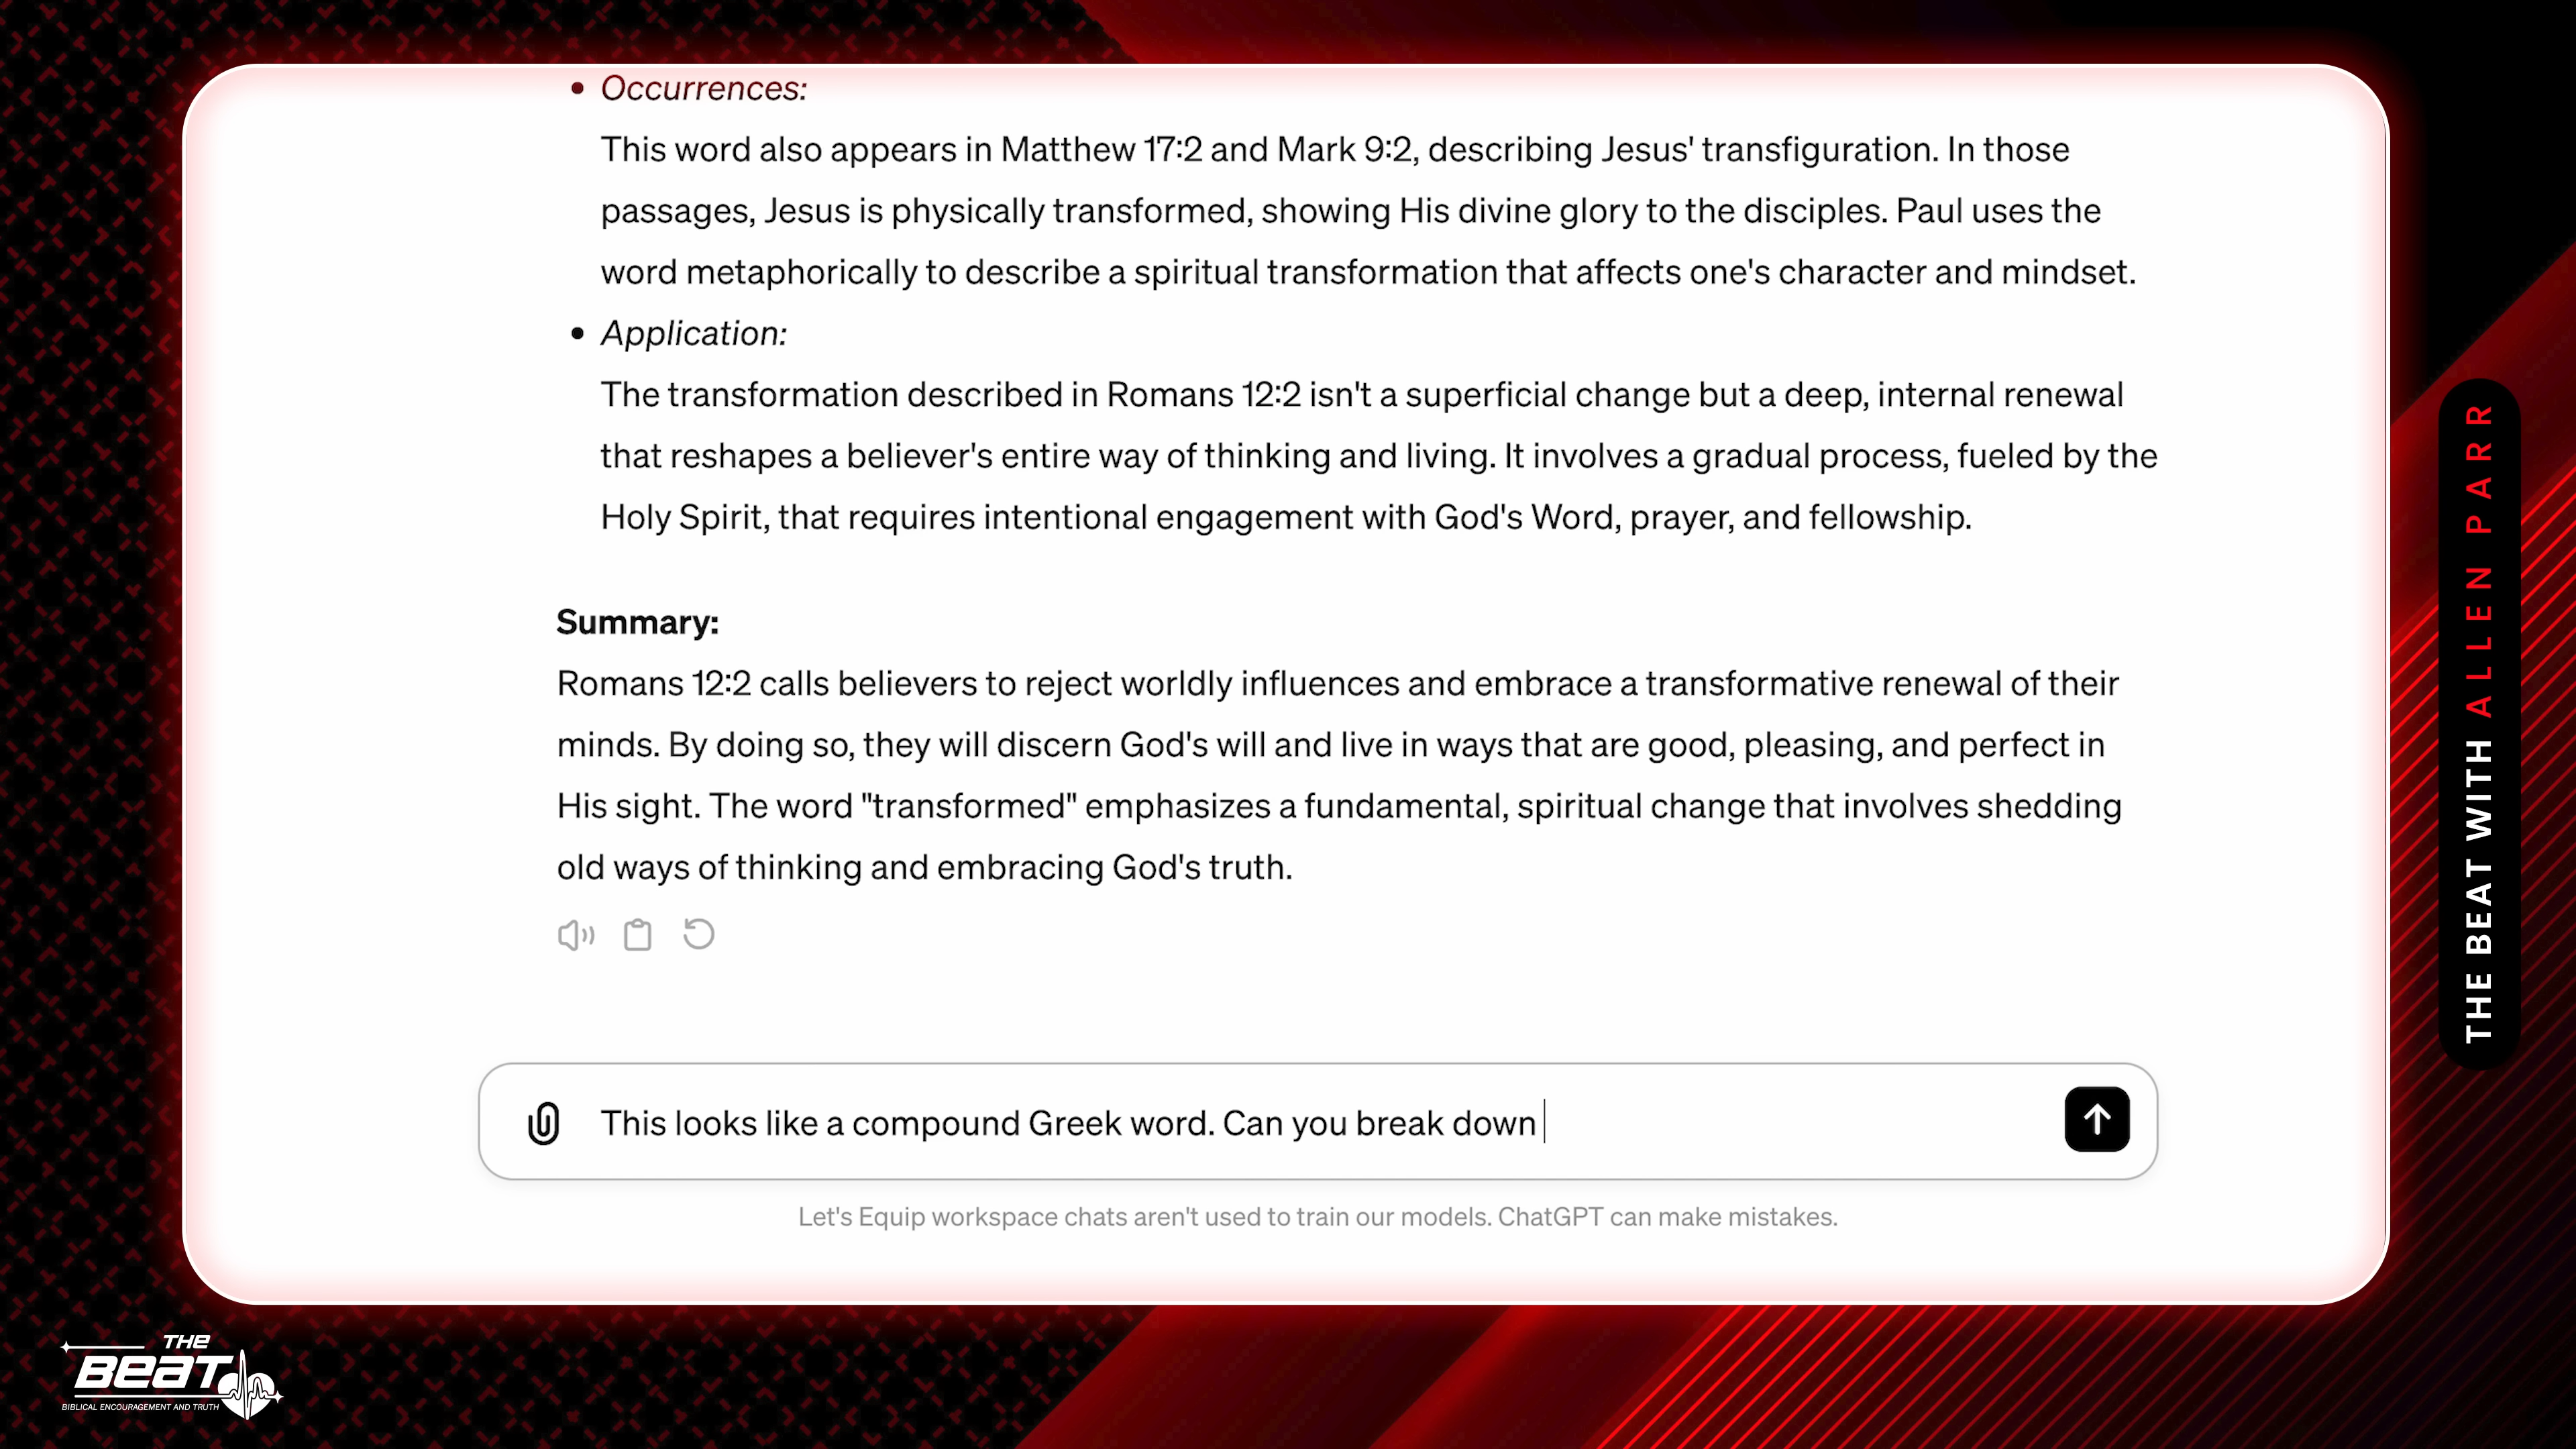 • Occurrences:
This word also appears in Matthew 17:2 and Mark 9:2, describing Jesus' transfiguration. In those
passages, Jesus is physically transformed, showing His divine glory to the disciples. Paul uses the
word metaphorically to describe a spiritual transformation that affects one's character and mindset.
• Application:
The transformation described in Romans 12:2 isn't a superficial change but a deep, internal renewal
that reshapes a believer's entire way of thinking and living. It involves a gradual process, fueled by the
Holy Spirit, that requires intentional engagement with God's Word, prayer, and fellowship.
Summary:
Romans 12:2 calls believers to reject worldly influences and embrace a transformative renewal of their
minds. By doing so, they will discern God's will and live in ways that are good, pleasing, and perfect in
His sight. The word "transformed" emphasizes a fundamental, spiritual change that involves shedding
old ways of thinking and embracing God's truth.
This looks like a compound Greek word. Can you break down
Let's Equip workspace chats aren't used to train our models. ChatGPT can make mistakes.
THE BEAT WITH ALLEN PARR
THE
BEAT
BIBLICAL ENCOURAGEMENT AND TRUTH